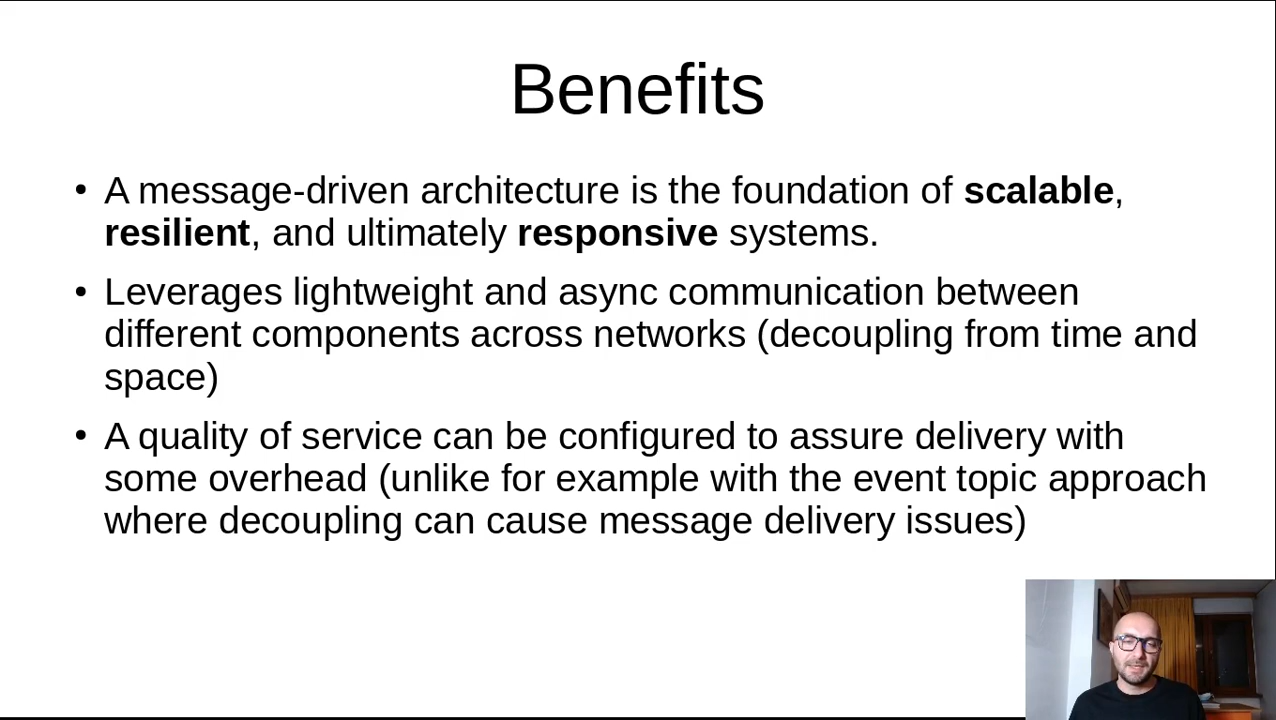 Benefits
• A message-driven architecture is the foundation of scalable,
resilient, and ultimately responsive systems.
• Leverages lightweight and async communication between
different components across networks (decoupling from time and
space)
• A quality of service can be configured to assure delivery with
some overhead (unlike for example with the event topic approach
where decoupling can cause message delivery issues)